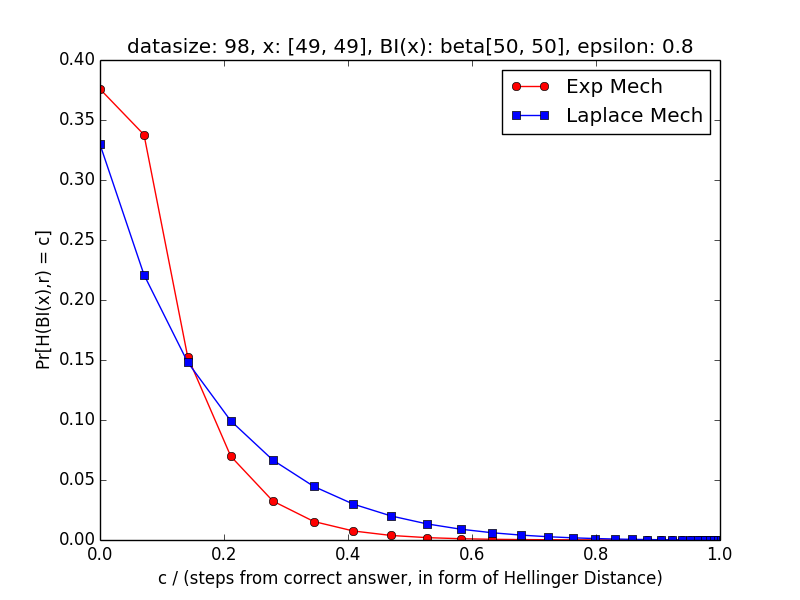 datasize: 98, x: [49, 49], BI(x): beta[50, 50], epsilon: 0.8
Exp Mech
Laplace Mech
0.40
0.35
0.30
0.25
0.20
0.15
0.10
0.05
0.00
Pr[H(BI(x),r) = c]
0.0 0.2 0.4 0.6 0.8 1.0
c / (steps from correct answer, in form of Hellinger Distance)